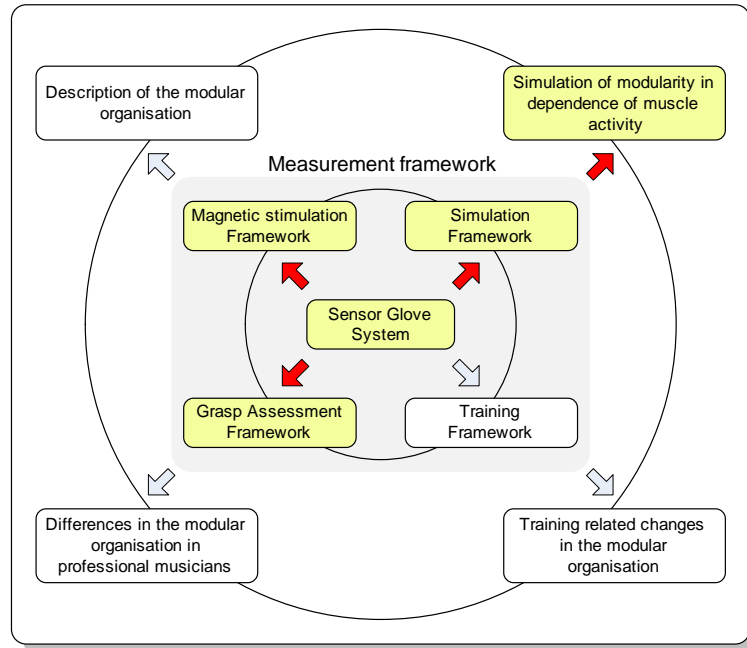 Description of the modular
organisation
Simulation of modularity in
dependence of muscle
activity
Measurement framework
Magnetic stimulation
Framework
Simulation
Framework
Sensor Glove
System
Grasp Assessment
Framework
Training
Framework
Differences in the modular
organisation in
professional musicians
Training related changes
in the modular
organisation